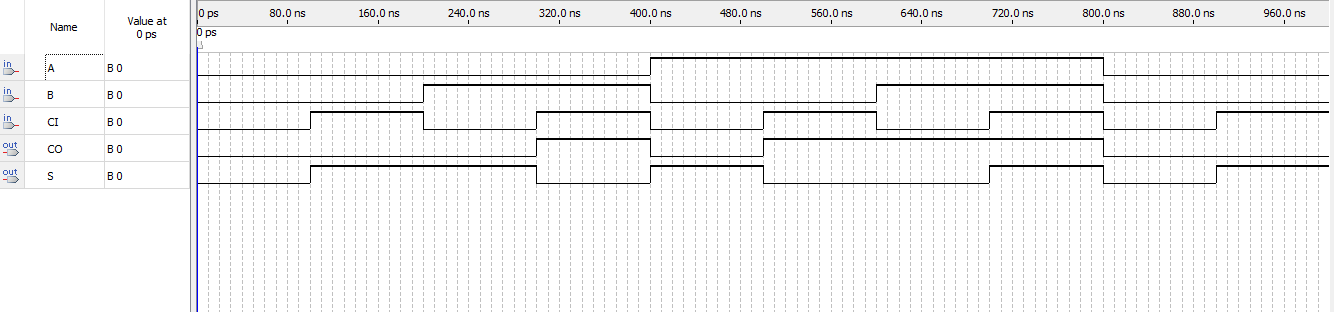 Name
Value at
0 ps
0 ps 80.0 ns 160.0 ns 240.0 ns 320.0 ns 400.0 ns 480.0 ns 560.0 ns 640.0 ns 720.0 ns 800.0 ns 880.0 ns 960.0 ns
0 ps
in A B 0
in B B 0
in CI B 0
out CO B 0
out S B 0